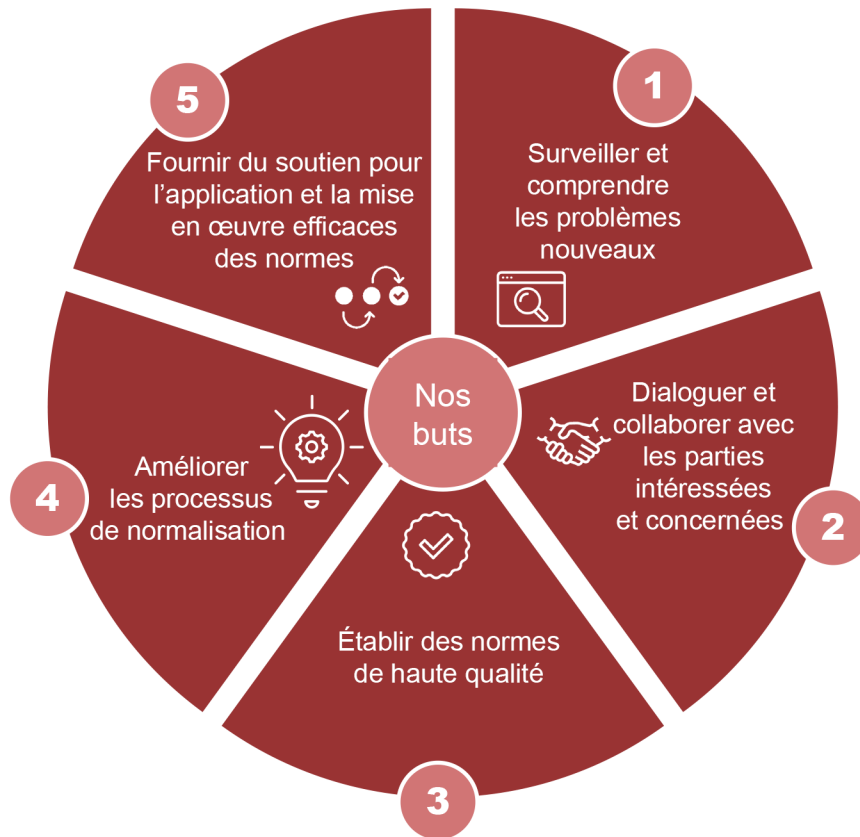 Nos
buts
1
Surveiller et
comprendre
les problèmes
nouveaux
2
Dialoguer et
collaborer avec
les parties
intéressées
et concernées
3
Établir des normes
de haute qualité
4
Améliorer
les processus
de normalisation
5
Fournir du soutien pour
l’application et la mise
en œuvre efficaces
des normes